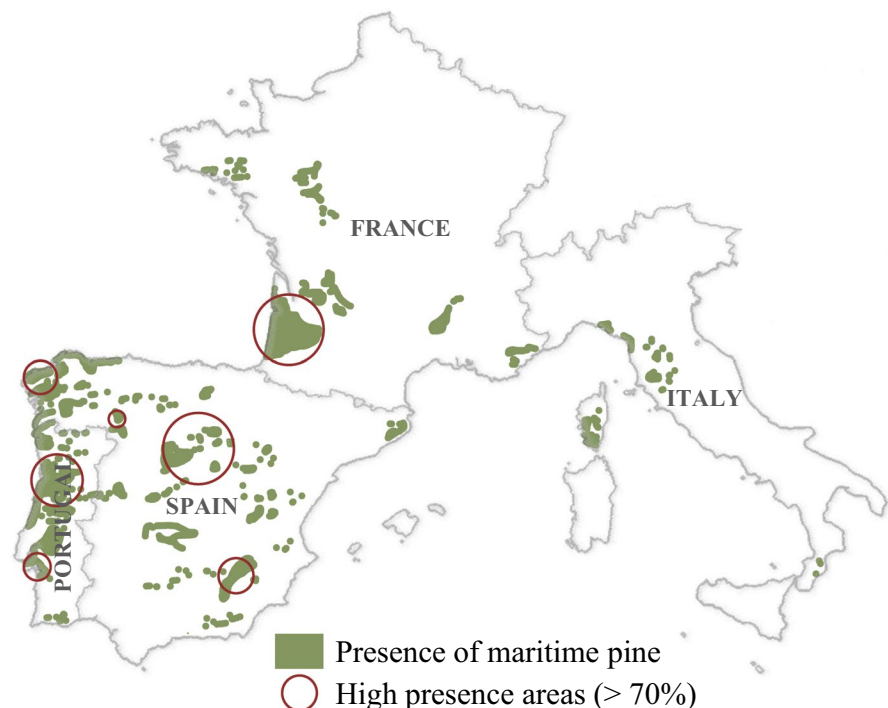 FRANCE
ITALY
SPAIN
PORTUGAL
Presence of maritime pine
High presence areas (> 70%)